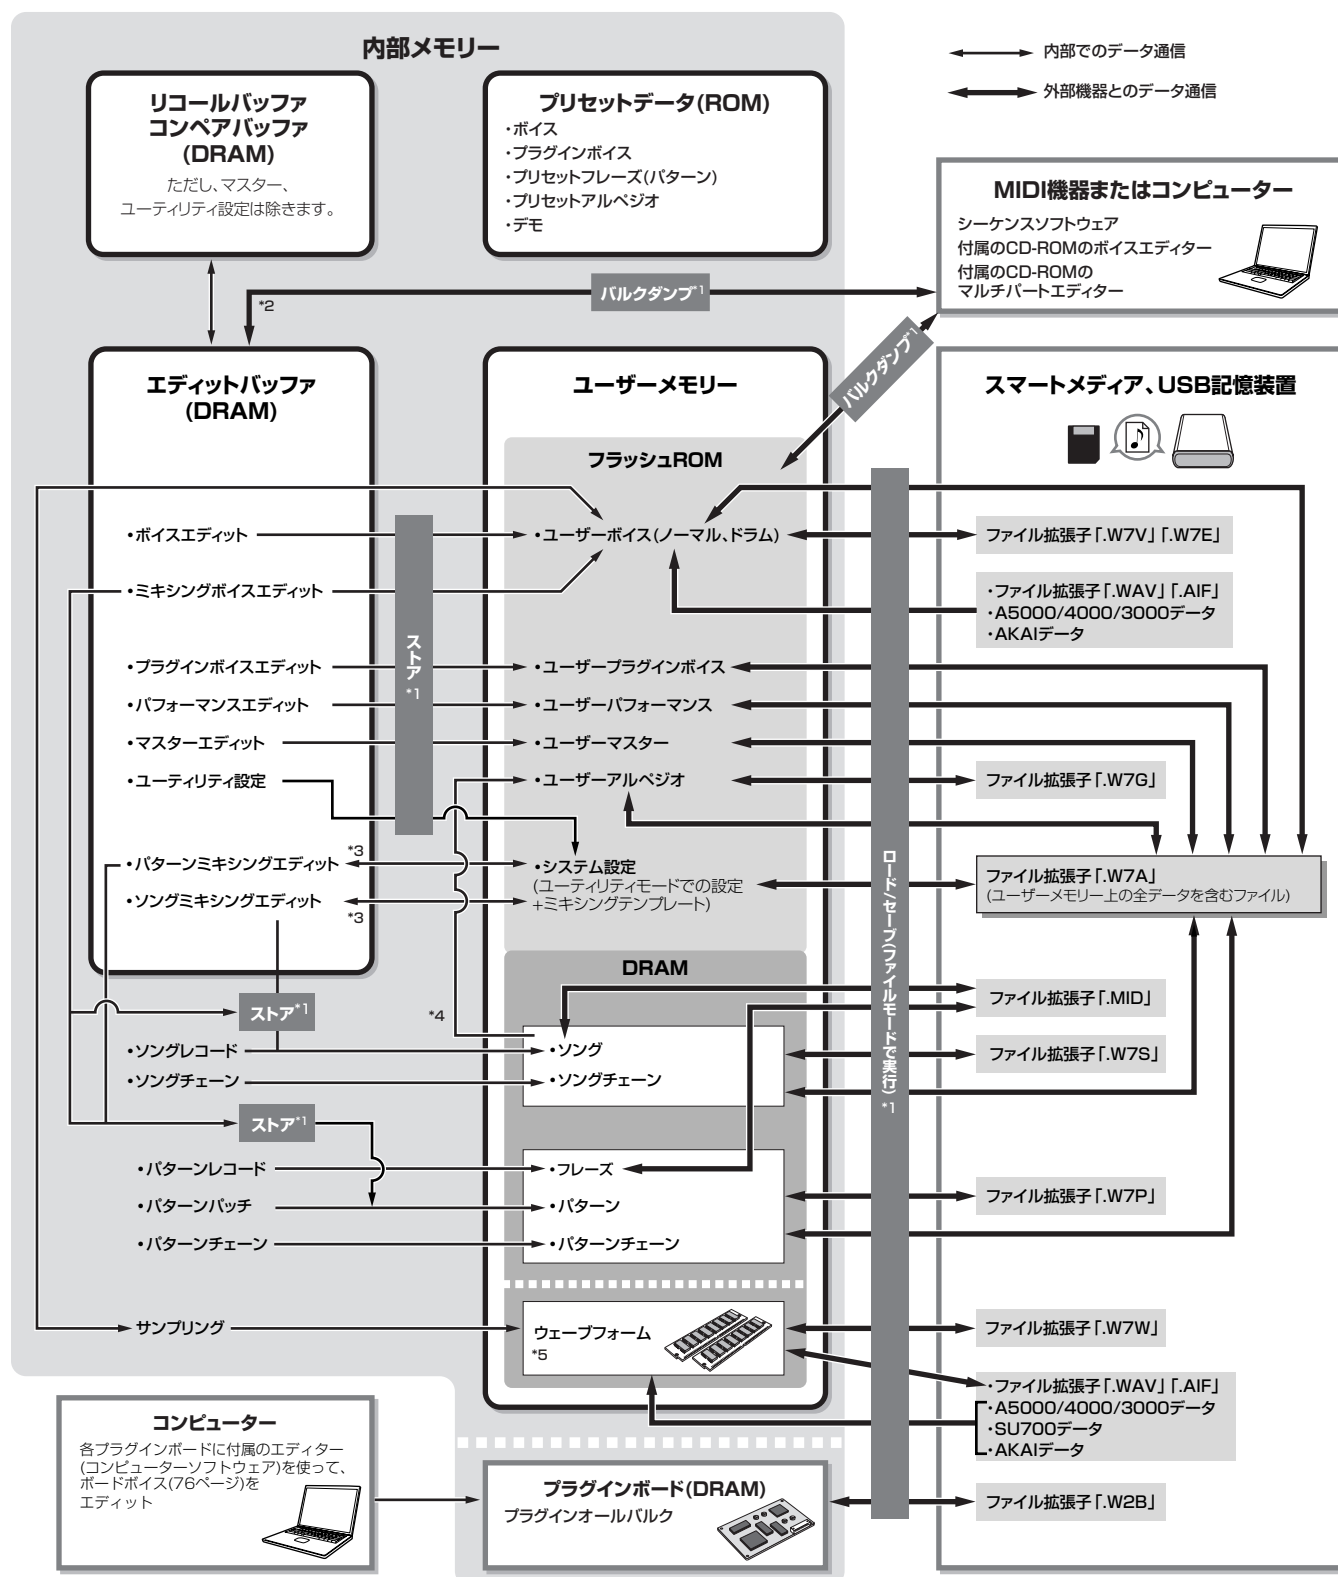 内部メモリー
内部でのデータ通信
外部機器とのデータ通信
リコールバッファ
コンペアバッファ
(DRAM)
ただし、マスター、
ユーティリティ設定は除きます。
プリセットデータ(ROM)
・ボイス
・プラグインボイス
・プリセットフレーズ(パターン)
・プリセットアルペジオ
・デモ
MIDI機器またはコンピューター
シーケンスソフトウェア
付属のCD-ROMのボイスエディター
付属のCD-ROMの
マルチパートエディター
*2
バルクダンプ*1
バルクダンプ*1
エディットバッファ
(DRAM)
・ボイスエディット
・ミキシングボイスエディット
・プラグインボイスエディット
・パフォーマンスエディット
・マスターエディット
・ユーティリティ設定
・パターンミキシングエディット
*3
・ソングミキシングエディット
*3
ストア
*1
ストア*1
・ソングレコード
・ソングチェーン
ストア*1
・パターンレコード
・パターンパッチ
・パターンチェーン
サンプリング
*4
ユーザーメモリー
フラッシュROM
・ユーザーボイス(ノーマル、ドラム)
・ユーザープラグインボイス
・ユーザーパフォーマンス
・ユーザーマスター
・ユーザーアルペジオ
・システム設定
(ユーティリティモードでの設定
+ミキシングテンプレート)
DRAM
・ソング
・ソングチェーン
・フレーズ
・パターン
・パターンチェーン
ウェーブフォーム
*5
ロード/セーブ(ファイルモードで実行)
*1
スマートメディア、USB記憶装置
ファイル拡張子「.W7V」「.W7E」
・ファイル拡張子「.WAV」「.AIF」
・A5000/4000/3000データ
・AKAIデータ
ファイル拡張子「.W7G」
ファイル拡張子「.W7A」
(ユーザーメモリー上の全データを含むファイル)
ファイル拡張子「.MID」
ファイル拡張子「.W7S」
ファイル拡張子「.W7P」
ファイル拡張子「.W7W」
・ファイル拡張子「.WAV」「.AIF」
・A5000/4000/3000データ
・SU700データ
・AKAIデータ
ファイル拡張子「.W2B」
コンピューター
各プラグインボードに付属のエディター
(コンピューターソフトウェア)を使って、
ボードボイス(76ページ)を
エディット
プラグインボード(DRAM)
プラグインオールバルク